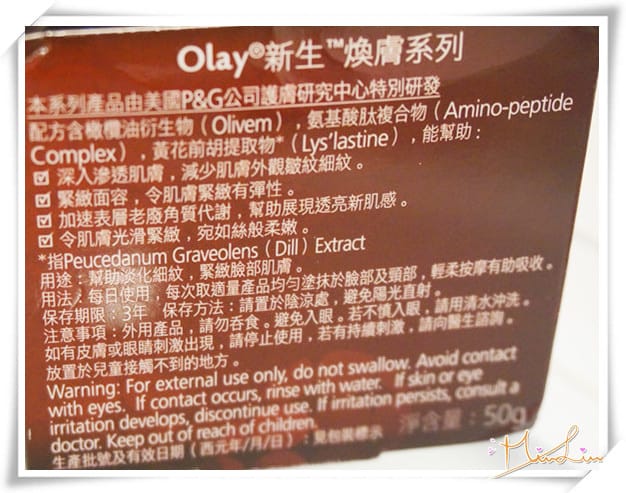 Olay®新生™煥膚系列
本系列產品由美國P&G公司護膚研究中心特別研發
配方含橄欖油衍生物（Olivem），氨基酸肽複合物（Amino-peptide
Complex），黃花前胡提取物*（Lys'lastine），能幫助：
☑ 深入滲透肌膚，減少肌膚外觀皺紋細紋。
☑ 緊緻面容，令肌膚緊緻有彈性。
☑ 加速表層老廢角質代謝，幫助展現透亮新肌感。
☑ 令肌膚光滑緊緻，宛如絲般柔嫩。
*指Peucedanum Graveolens（Dill）Extract
用途：幫助淡化細紋，緊緻臉部肌膚。
用法：每日使用，每次取適量產品均勻塗抹於臉部及頸部，輕柔按摩有助吸收。
保存期限：3年 保存方法：請置於陰涼處，避免陽光直射。
注意事項：外用產品，請勿吞食。避免入眼。若不慎入眼，請用清水沖洗。
如有皮膚或眼睛刺激出現，請停止使用，若有持續刺激，請向醫生諮詢。
放置於兒童接觸不到的地方。
Warning: For external use only, do not swallow. Avoid contact
with eyes. If contact occurs, rinse with water. If skin or eye
irritation develops, discontinue use. If irritation persists, consult a
doctor. Keep out of reach of children. 淨含量：50g
生產批號及有效日期（西元年/月/日）：見包裝標示